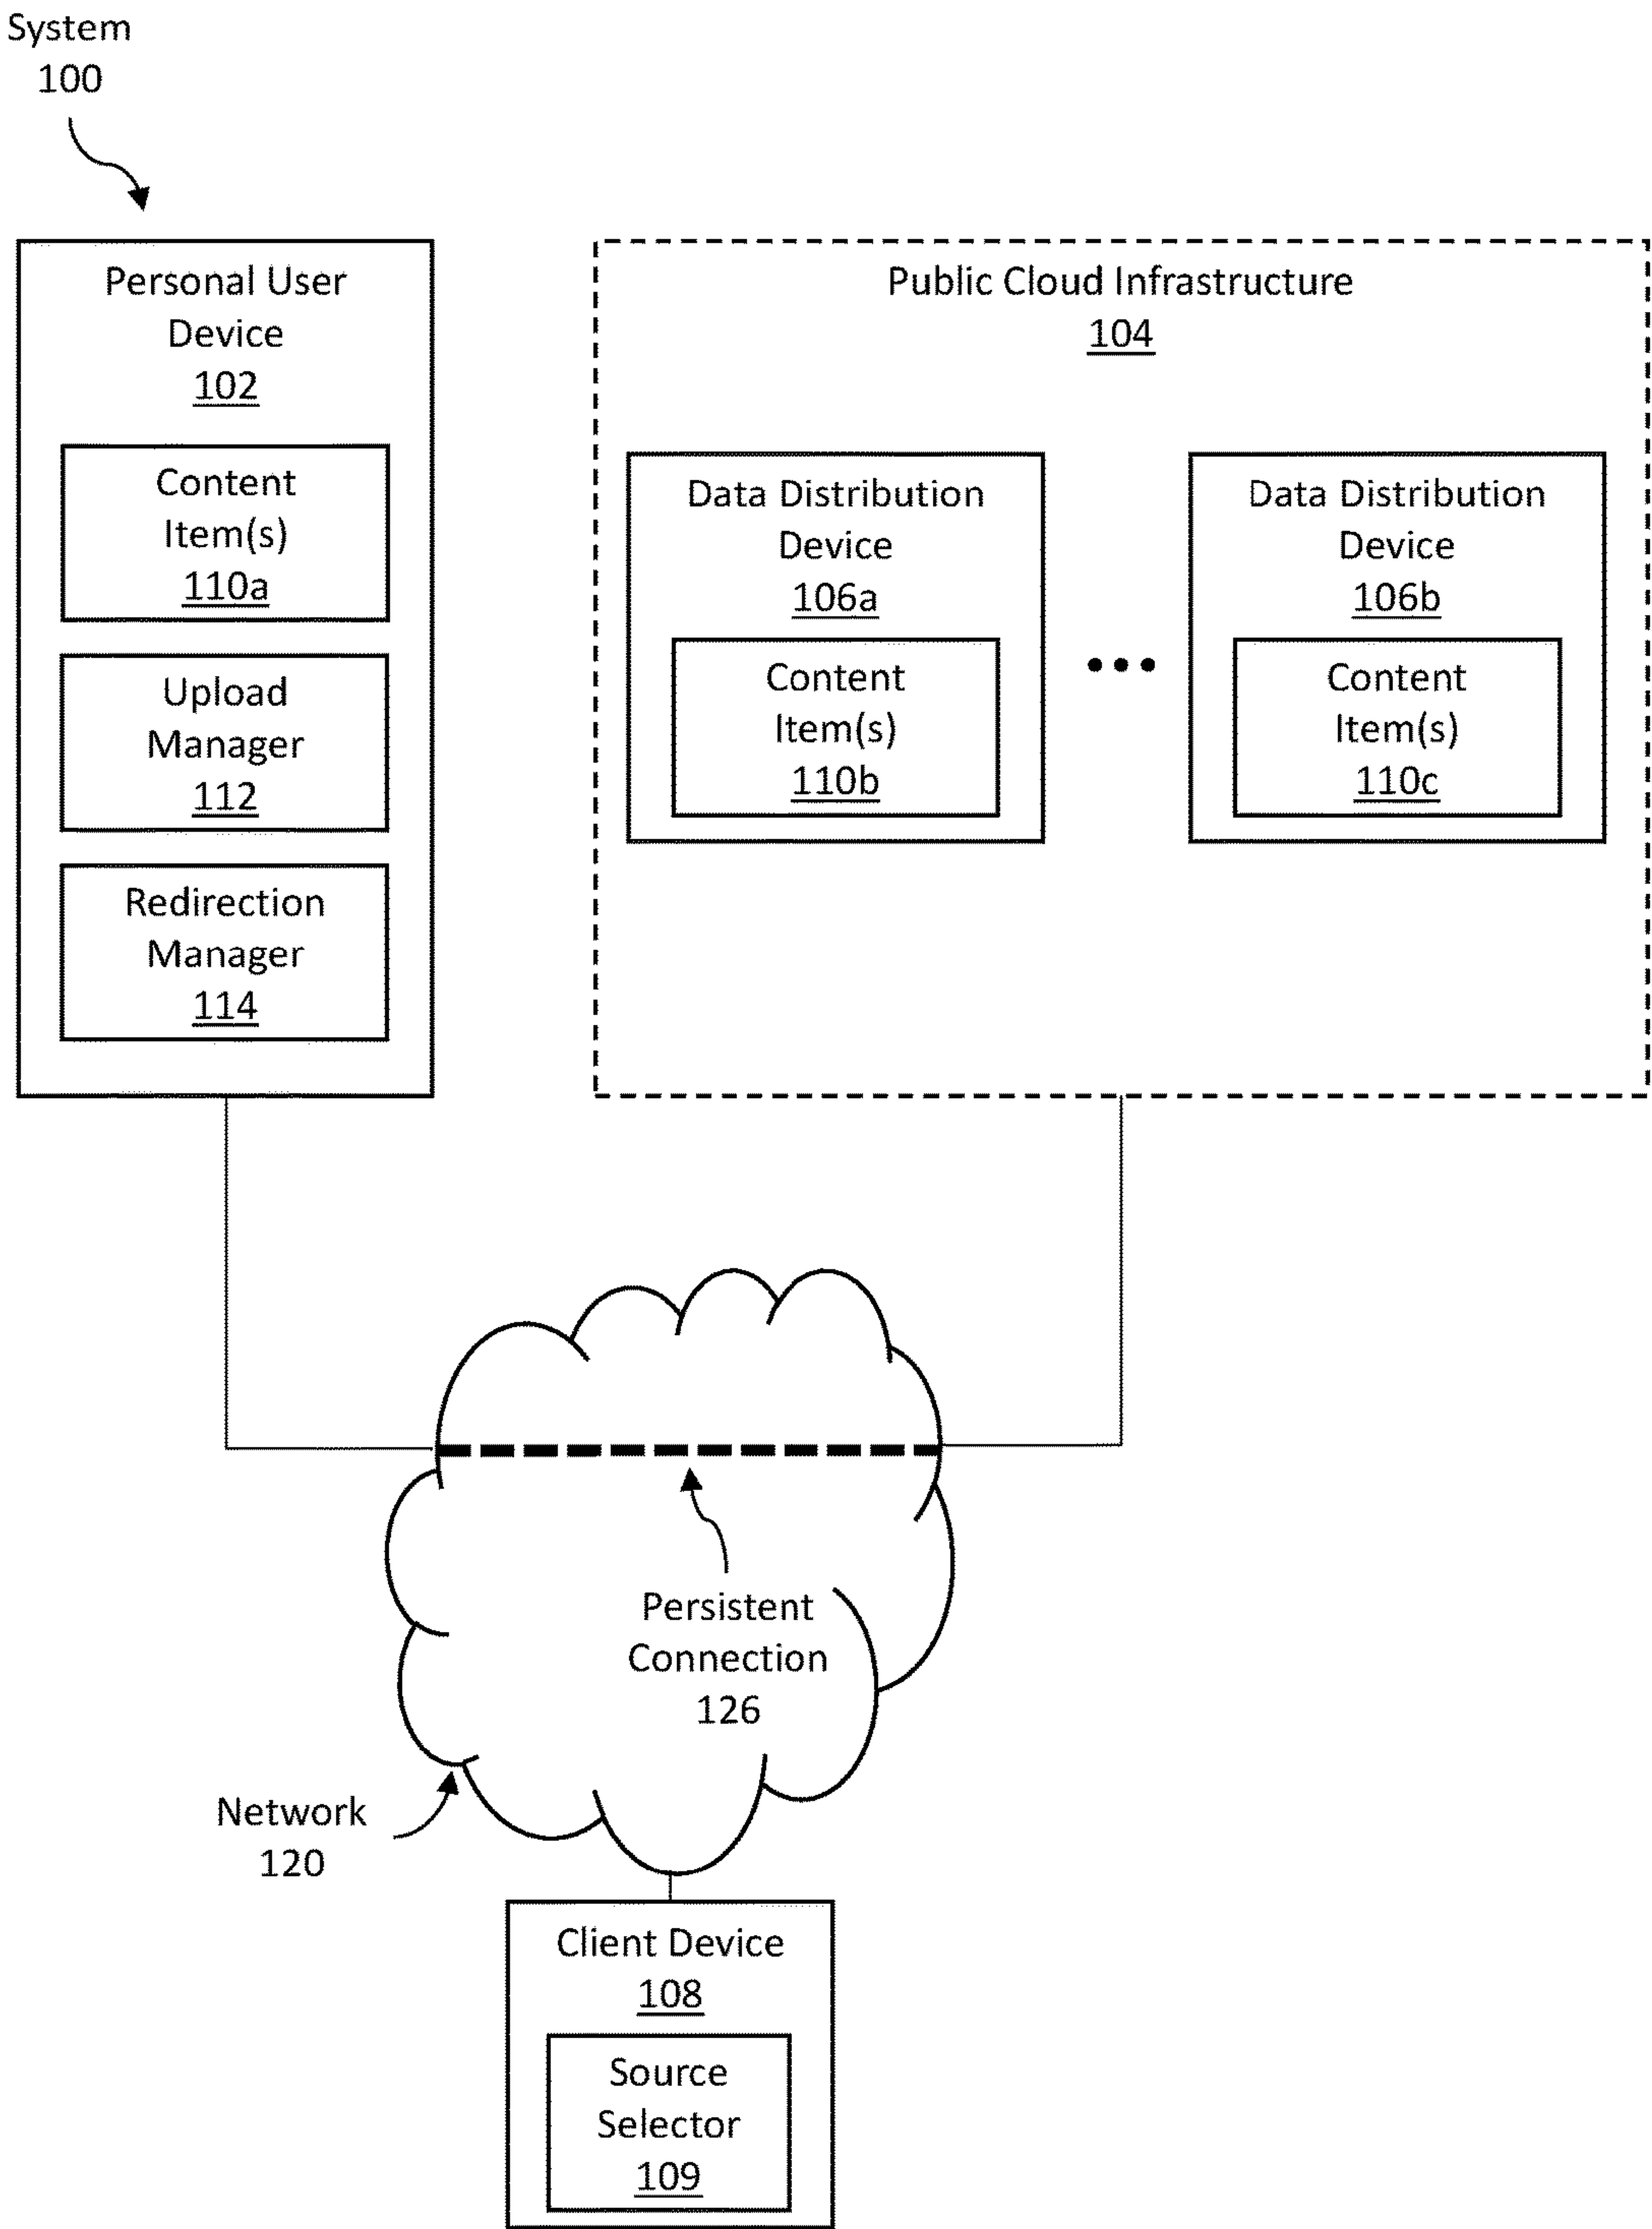 System
100
Personal User
Device
102
Content
Item(s)
110a
Upload
Manager
112
Redirection
Manager
114
Public Cloud Infrastructure
104
Data Distribution
Device
106a
Content
Item(s)
110b
Data Distribution
Device
106b
Content
Item(s)
110c
Persistent
Connection
126
Network
120
Client Device
108
Source
Selector
109